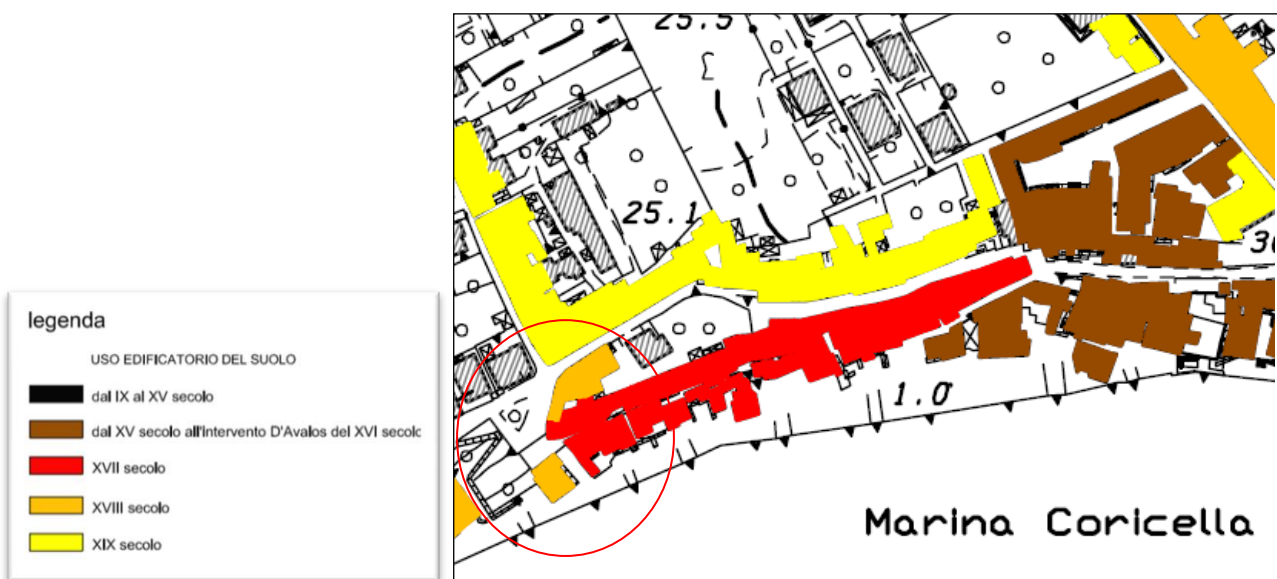 legenda
USO EDIFICATORIO DEL SUOLO
dal IX al XV secolo
dal XV secolo all'Intervento D'Avalos del XVI secolo
XVII secolo
XVIII secolo
XIX secolo
25.5
25.1
30
1.0
Marina Coricella